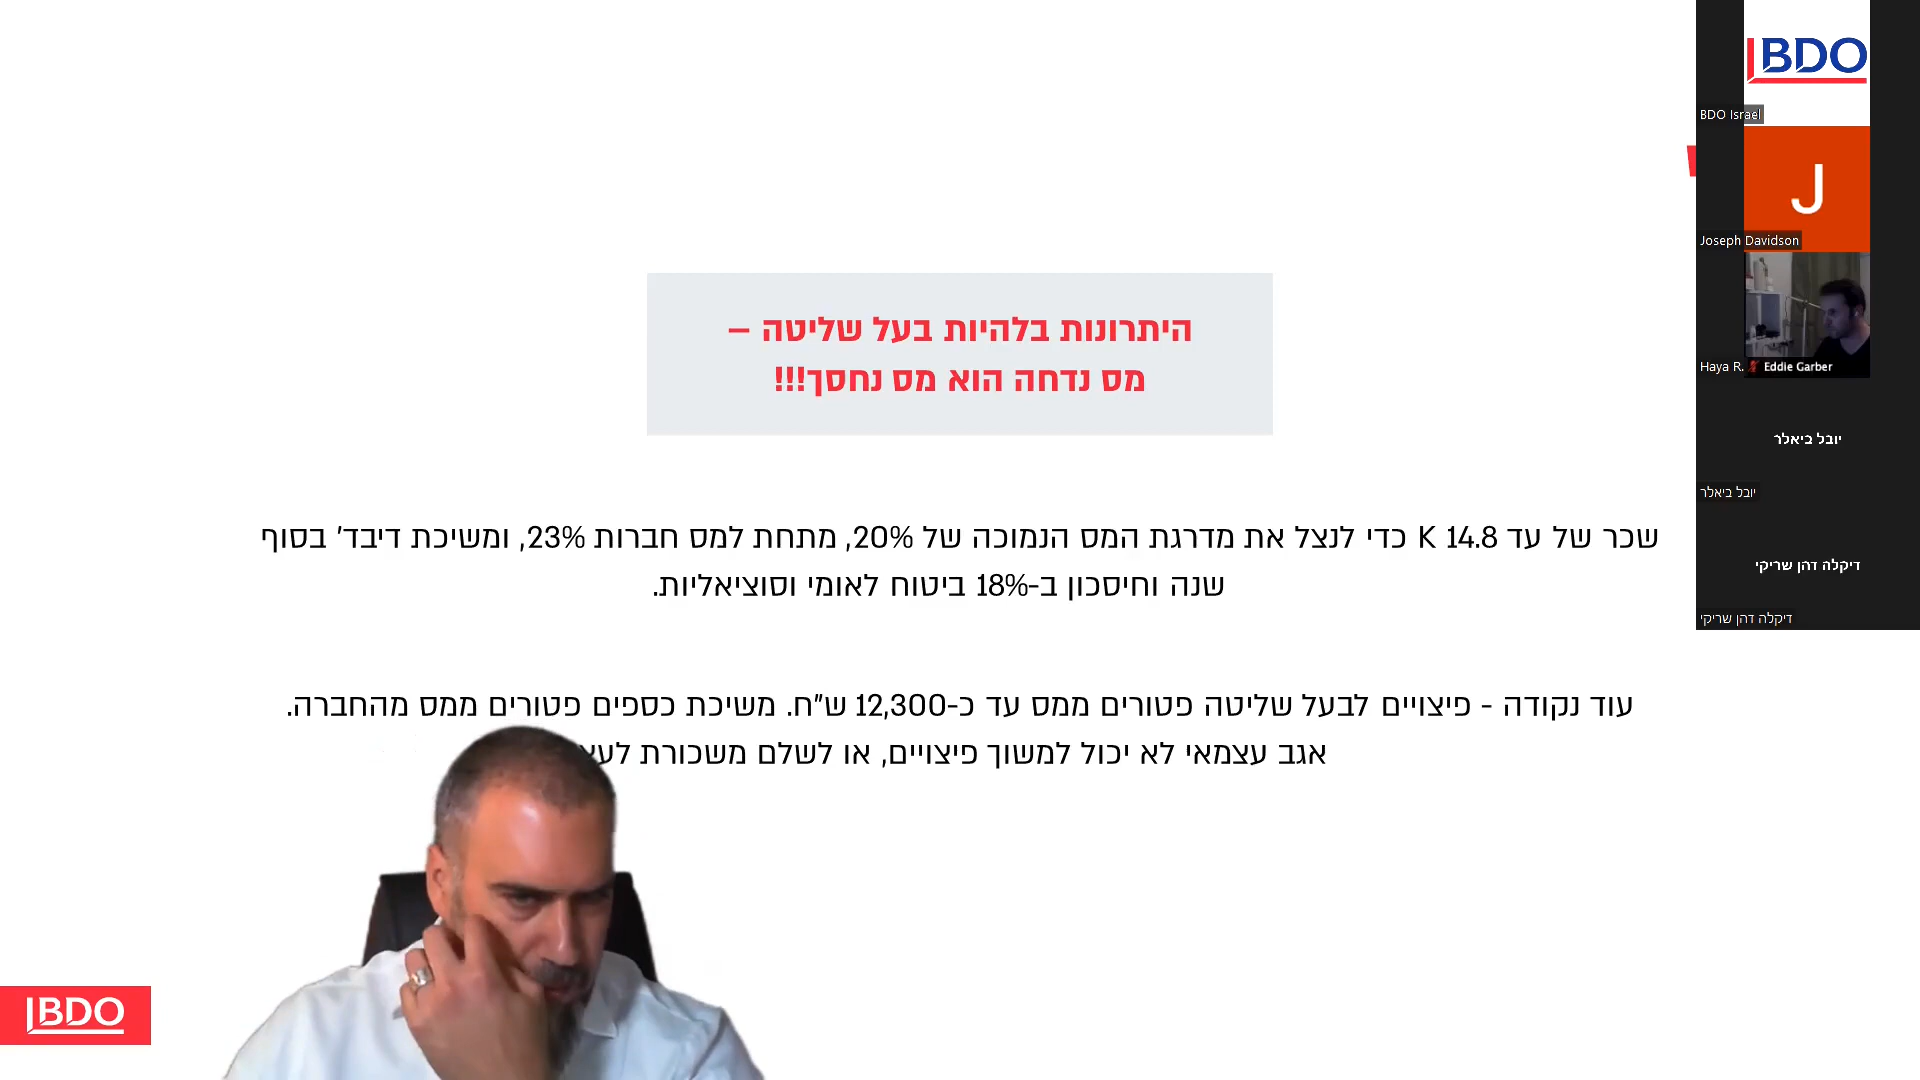 היתרונות בלהיות בעל שליטה –
מס נדחה הוא מס נחסך!!!
שכר של עד 14.8 K כדי לנצל את מדרגת המס הנמוכה של 20%, מתחת למס חברות 23%, ומשיכת דיבד' בסוף
שנה וחיסכון ב-18% ביטוח לאומי וסוציאליות.
עוד נקודה - פיצויים לבעל שליטה פטורים ממס עד כ-12,300 ש"ח. משיכת כספים פטורים ממס מהחברה.
אגב עצמאי לא יכול למשוך פיצויים, או לשלם משכורת
BDO
BDO
BDO Israel
J
Joseph Davidson
Haya R.
Eddie Garber
יובל ביאלר
יובל ביאלר
דיקלה דהן שריקי
דיקלה דהן שריקי